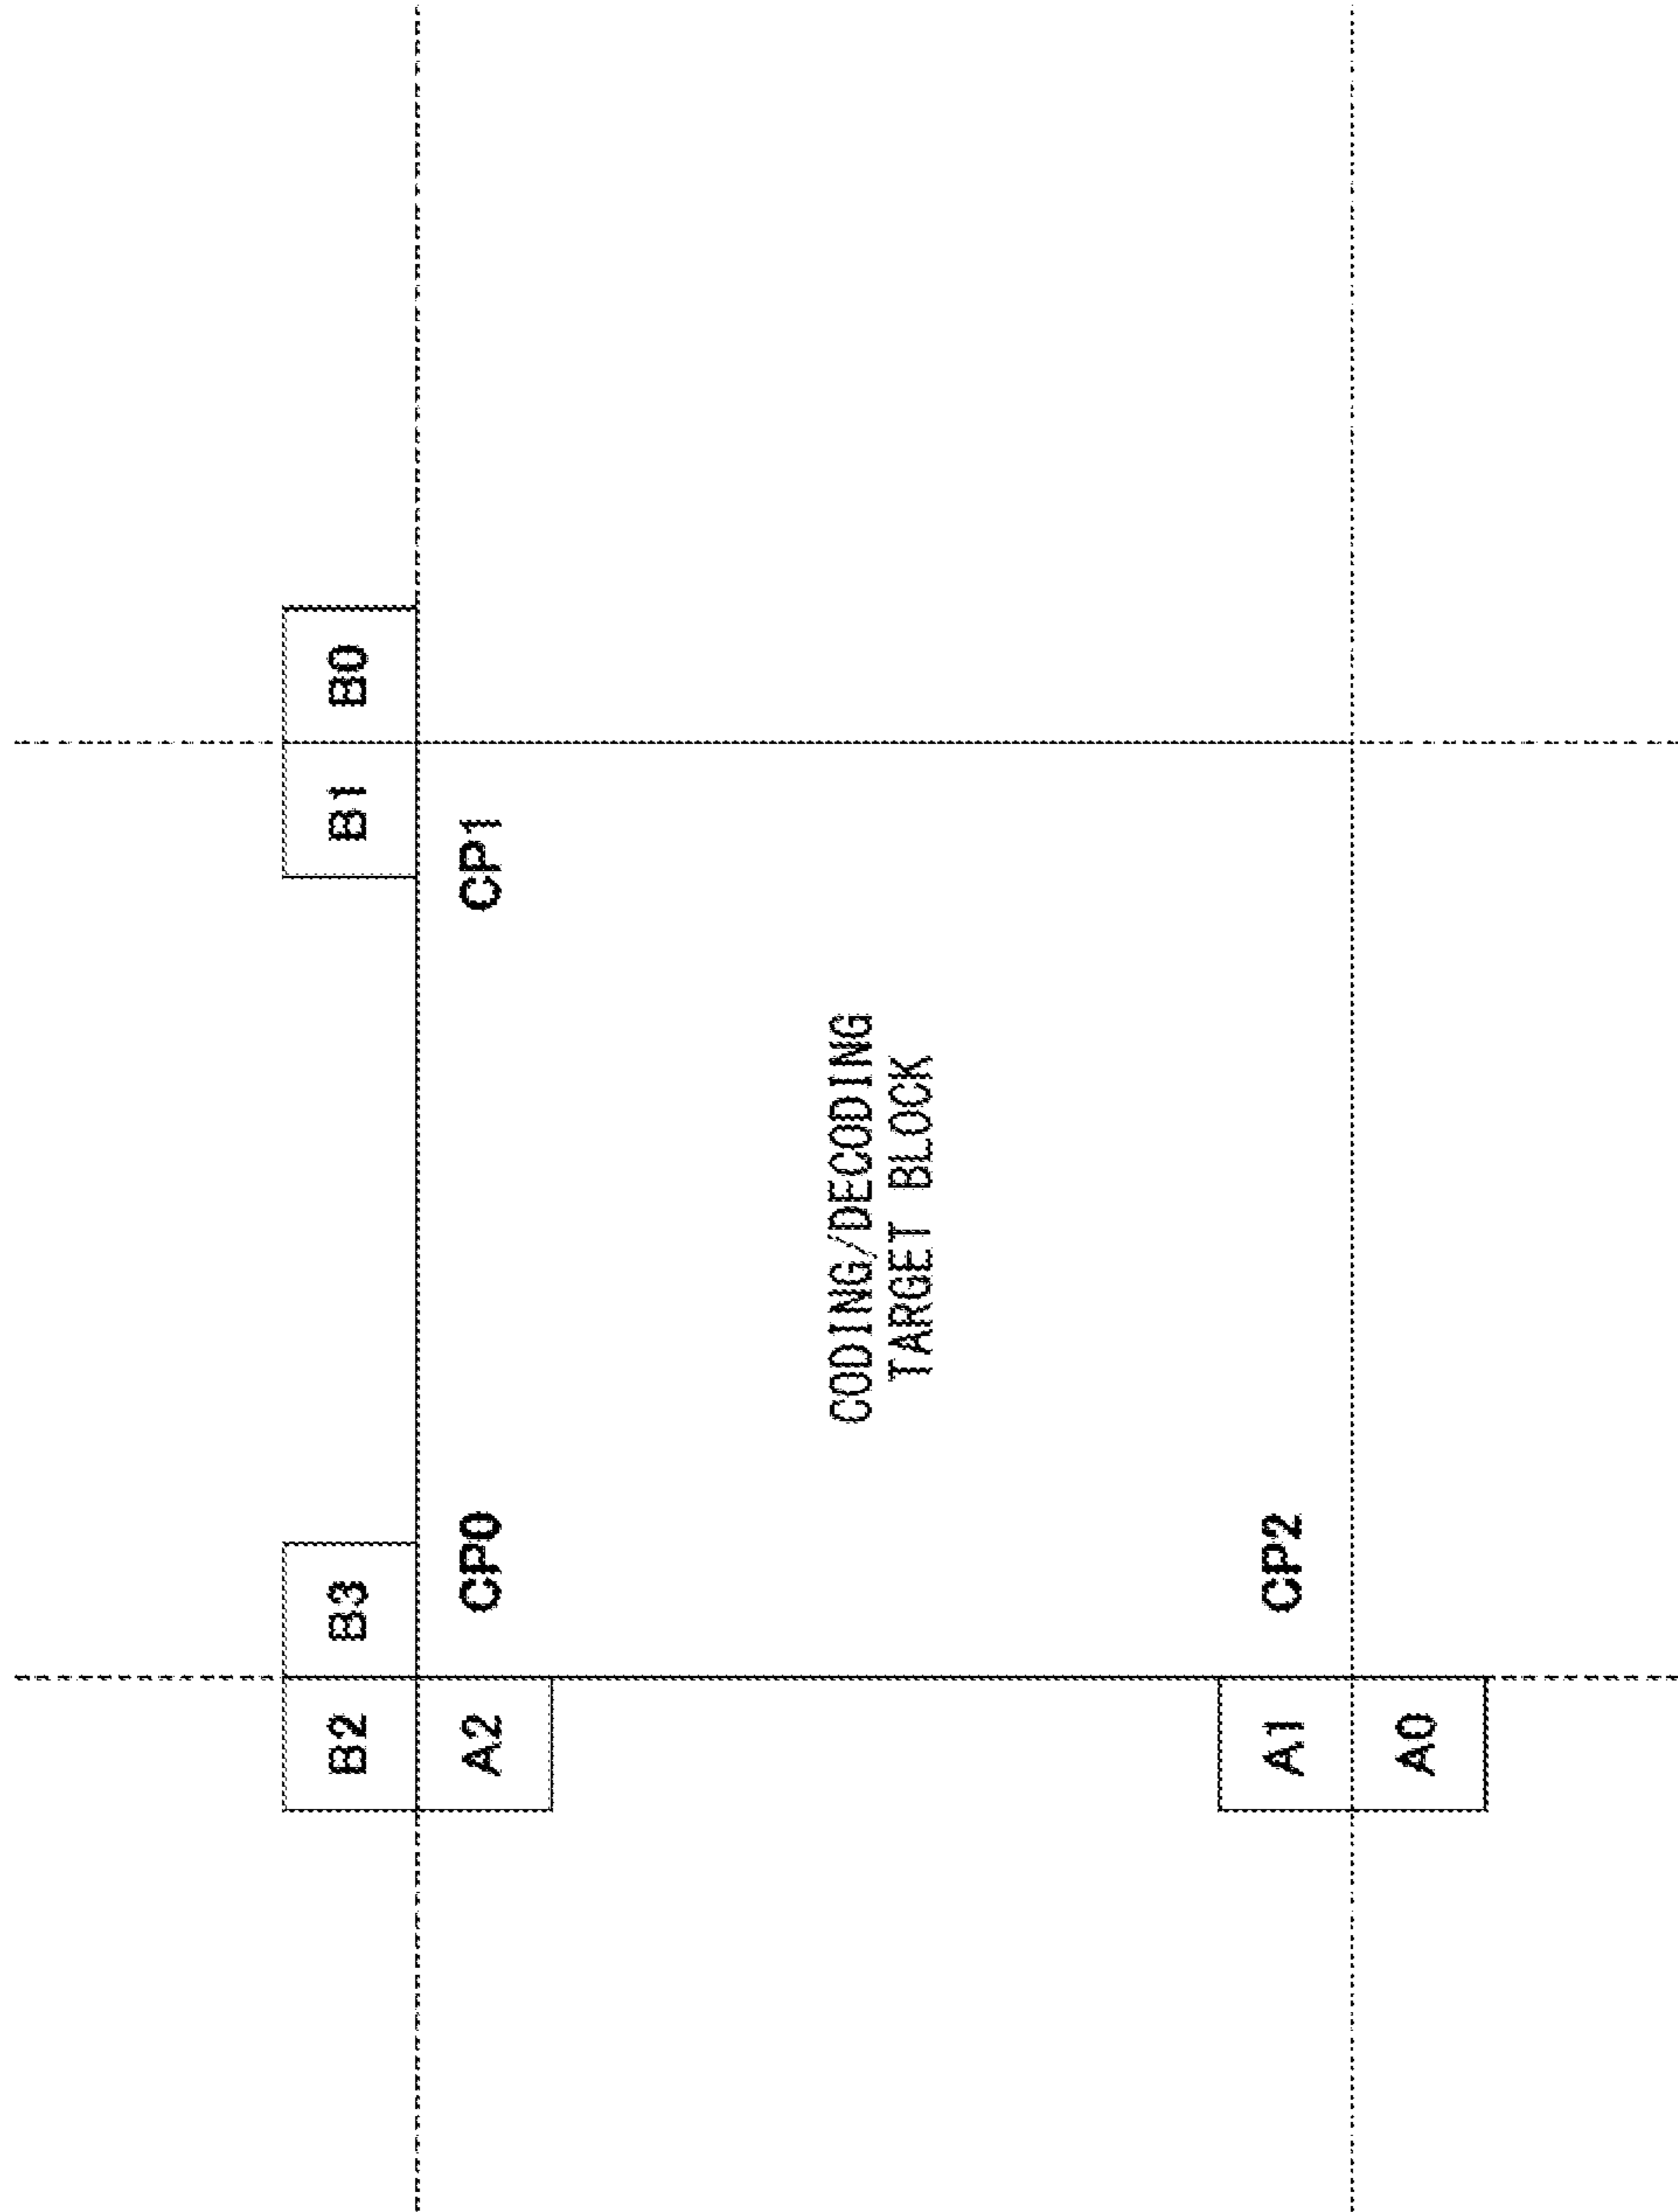 B2
B3
B1
B0
A2
CP0
CP1
CODING/DECODING
TARGET BLOCK
A1
CP2
A0